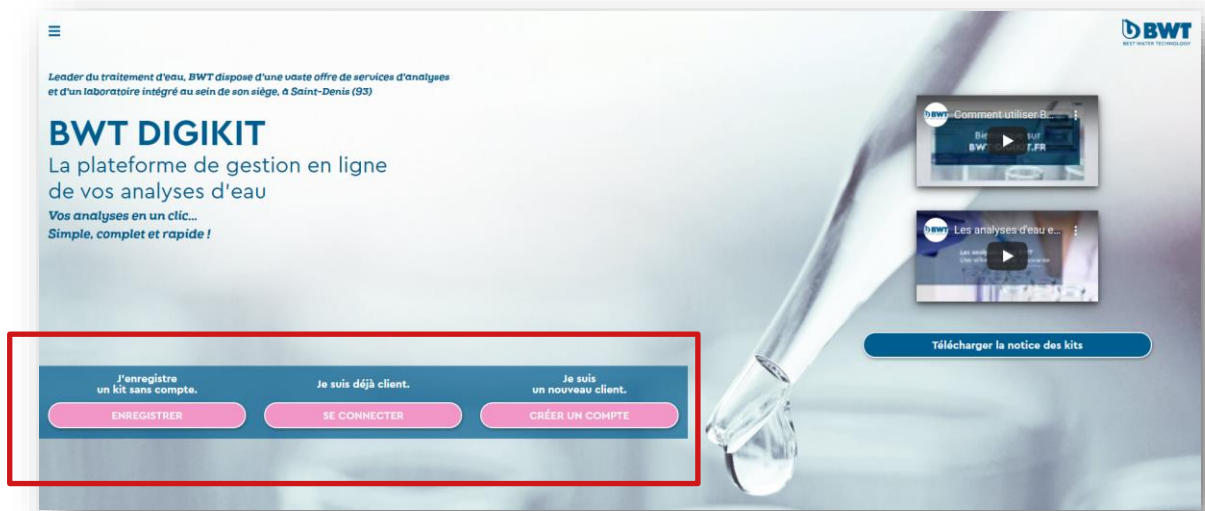 BWT
BEST WATER TECHNOLOGY
Leader du traitement d'eau, BWT dispose d'une vaste offre de services d'analyses
et d'un laboratoire intégré au sein de son siège, à Saint-Denis (93)
BWT DIGIKIT
La plateforme de gestion en ligne
de vos analyses d'eau
Vos analyses en un clic...
Simple, complet et rapide !
BWT
Comment utiliser B...
sur
BWT
T.FR
BWT
Les analyses d'eau e...
Télécharger la notice des kits
J'enregistre
un kit sans compte.
ENREGISTRER
Je suis déjà client.
SE CONNECTER
Je suis
un nouveau client.
CRÉER UN COMPTE